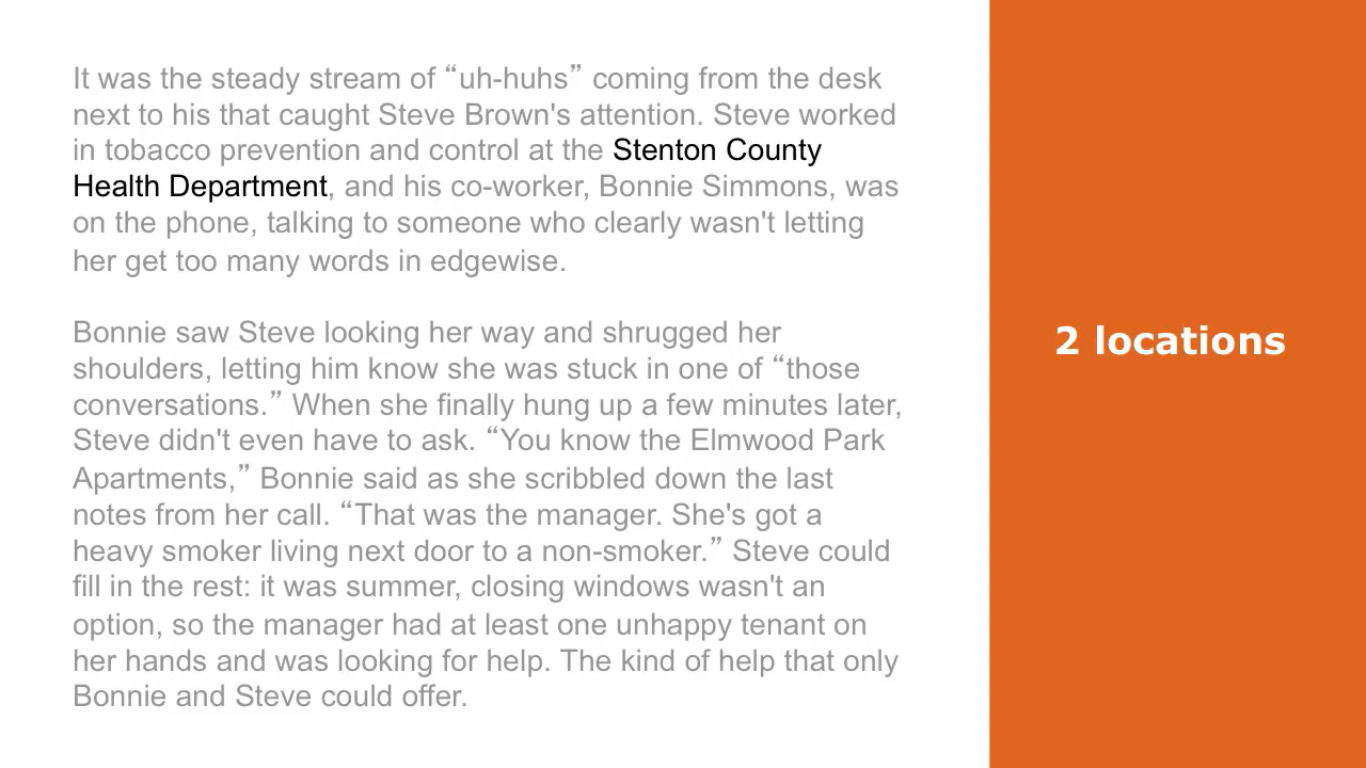 It was the steady stream of “uh-huhs” coming from the desk
next to his that caught Steve Brown's attention. Steve worked
in tobacco prevention and control at the Stenton County
Health Department, and his co-worker, Bonnie Simmons, was
on the phone, talking to someone who clearly wasn't letting
her get too many words in edgewise.
Bonnie saw Steve looking her way and shrugged her
shoulders, letting him know she was stuck in one of “those
conversations.” When she finally hung up a few minutes later,
Steve didn't even have to ask. “You know the Elmwood Park
Apartments,” Bonnie said as she scribbled down the last
notes from her call. “That was the manager. She's got a
heavy smoker living next door to a non-smoker.” Steve could
fill in the rest: it was summer, closing windows wasn't an
option, so the manager had at least one unhappy tenant on
her hands and was looking for help. The kind of help that only
Bonnie and Steve could offer.
2 locations